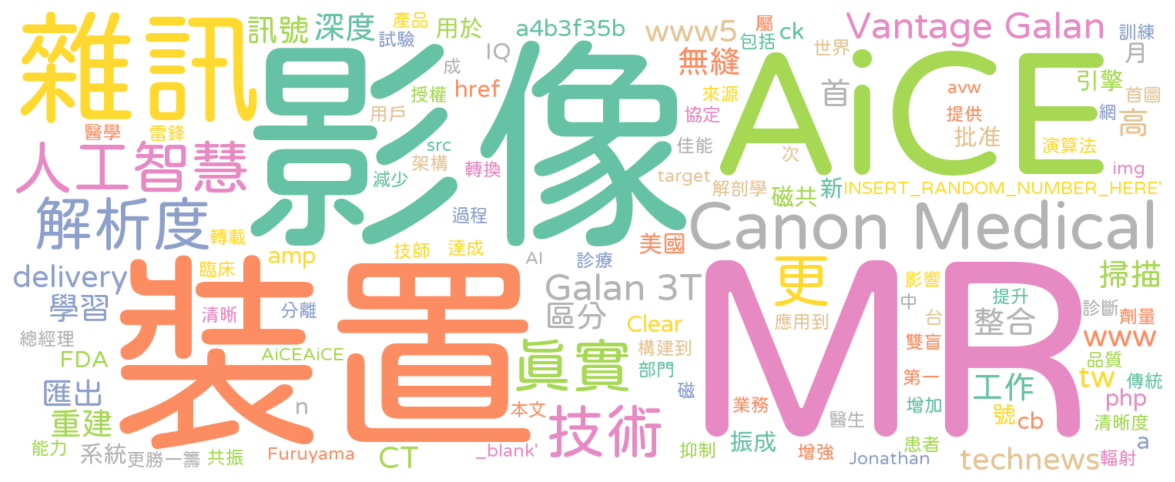 雜訊
訊號
深度
產品
試驗
用於
成
IQ
a4b3f35b
www5
無縫
Vantage Galan
屬
包括
ck
世界
訓練
月
影像
AiCE
首
引擎
首圖
網
高
醫學
雷鋒
授權
href
用戶
src
架構
轉換
減少
來源
協定
佳能
次
avw
提供
批准
演算法
img
人工智慧
target
解剖學
磁共
新
INSERT_RANDOM_NUMBER_HERE'
解析度
過程
轉載
Canon Medical
技師
達成
美國
AI
診療
amp
臨床
delivery
學習
清晰
分離
總經理
裝置
MR
Galan 3T
區分
更
應用到
影響
中
台
提升
整合
診斷
掃描
劑量
www
雙盲
品質
Clear
構建到
部門
FDA
AiCEAiCE
真實
匯出
重建
n
本文
磁
第一
工作
tw
傳統
php
業務
增加
號
cb
清晰度
醫生
技術
能力
系統
更勝一籌
共振
Furuyama
CT
_blank'
抑制
振成
增強
Jonathan
患者
technews
a
輻射